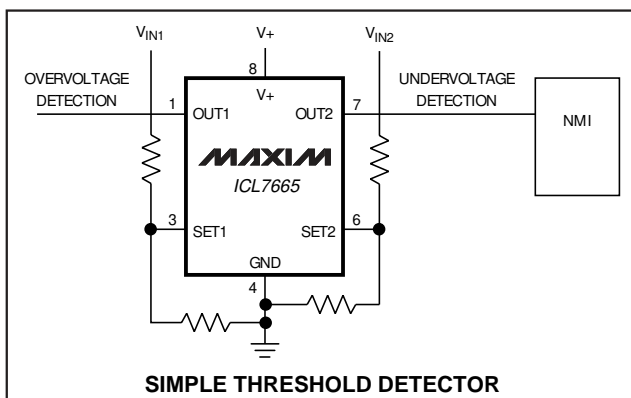 VIN1 V+ VIN2
OVERVOLTAGE
DETECTION
UNDERVOLTAGE
DETECTION
8
V+
1 OUT1 OUT2 7
NMI
MAXIM
ICL7665
3 SET1 SET2 6
GND
4
SIMPLE THRESHOLD DETECTOR